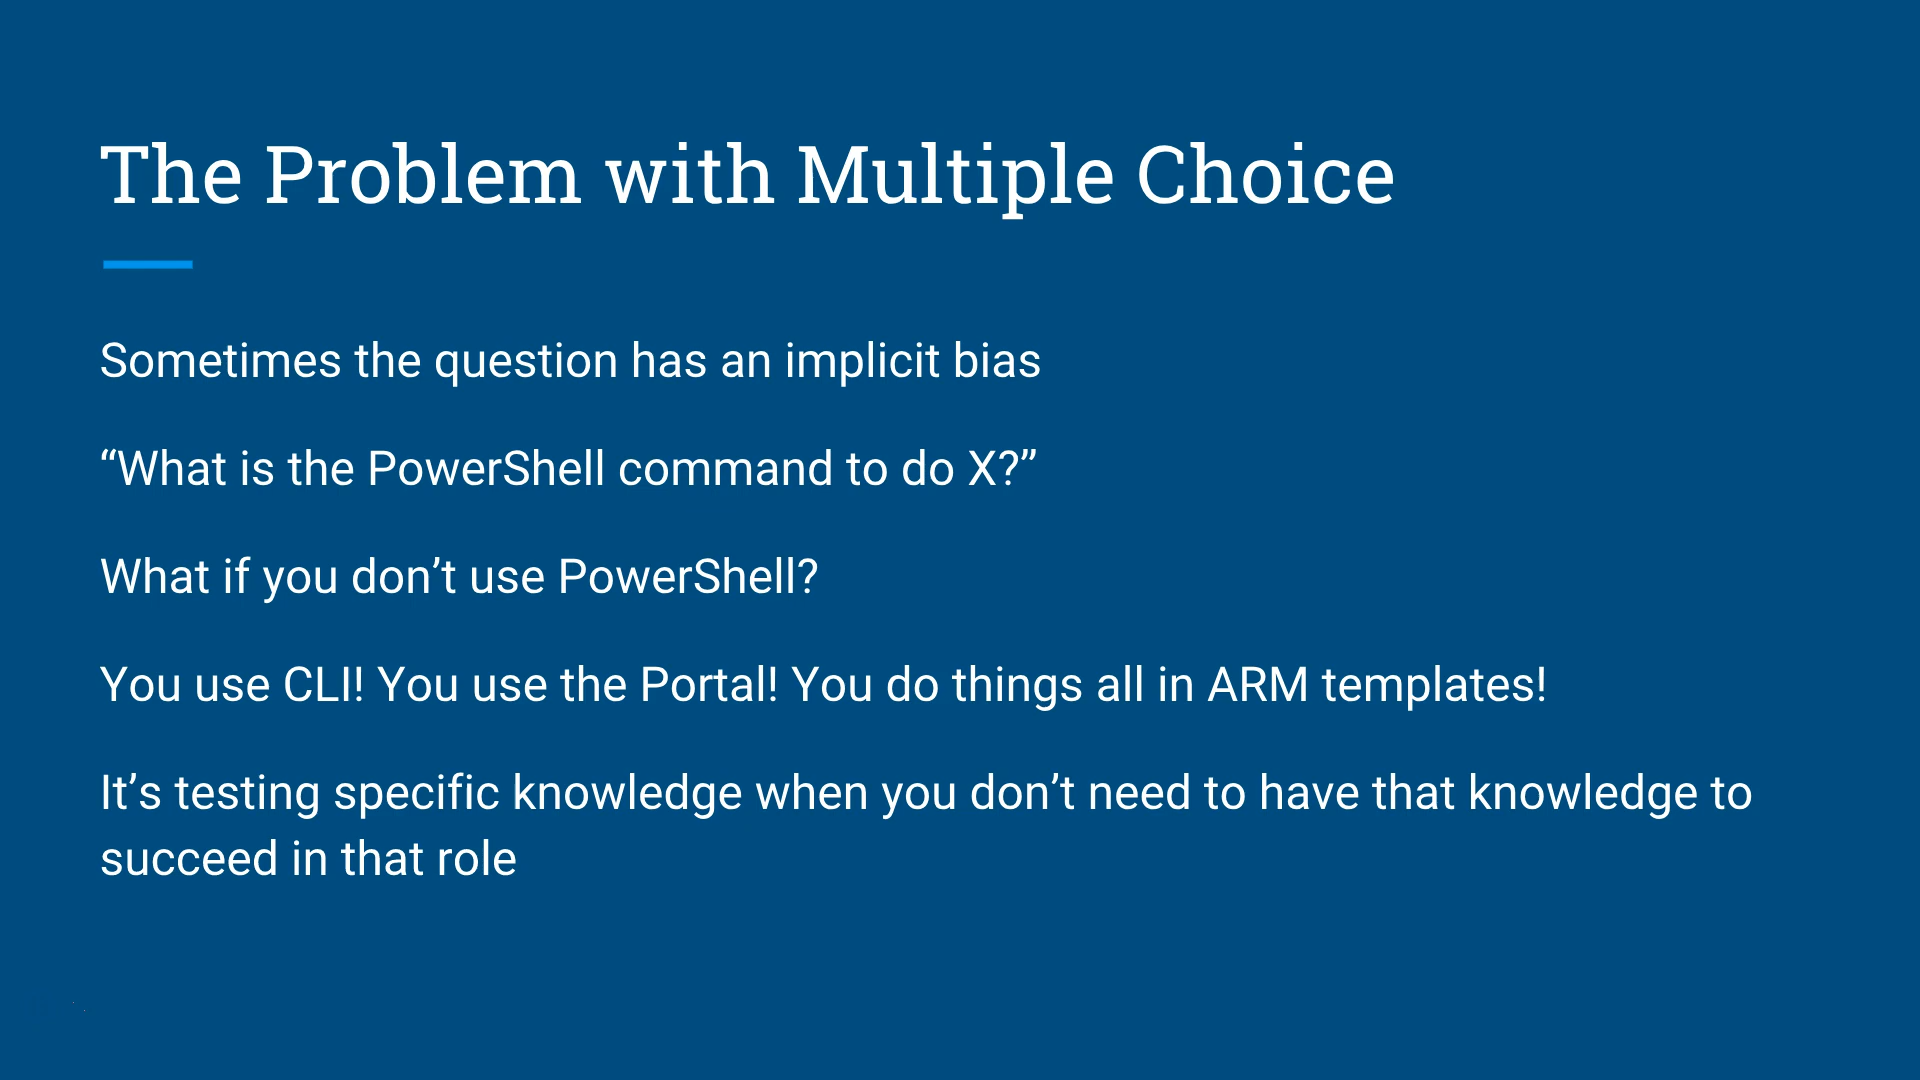 The Problem with Multiple Choice
Sometimes the question has an implicit bias
“What is the PowerShell command to do X?”
What if you don’t use PowerShell?
You use CLI! You use the Portal! You do things all in ARM templates!
It’s testing specific knowledge when you don’t need to have that knowledge to
succeed in that role